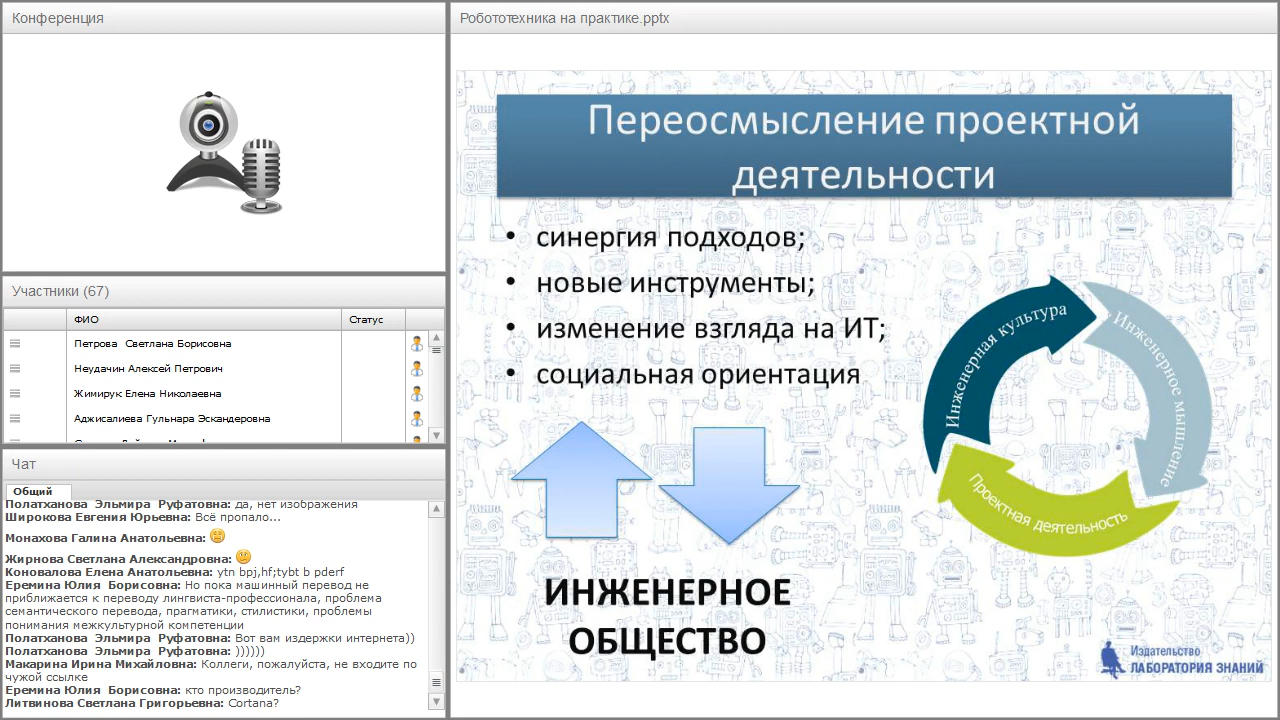 Конференция
Участники (67)
ФИО
Статус
Петрова Светлана Борисовна
Неудачин Алексей Петрович
Жимирук Елена Николаевна
Аджисалиева Гульнара Эскандеровна
Чат
Общий
Полатханова Эльмира Руфатовна: да, нет изображения
Широкова Евгения Юрьевна: Всё пропало...
Монахова Галина Анатольевна:
Жирнова Светлана Александровна:
Коновалова Елена Анатольевна: ytn bpj,hf;tybt b pderf
Еремина Юлия Борисовна: Но пока машинный перевод не
приближается к переводу лингвиста-профессионала, проблема
семантического перевода, прагматики, стилистики, проблемы
понимания межкультурной компетенции
Полатханова Эльмира Руфатовна: Вот вам издержки интернета))
Полатханова Эльмира Руфатовна: ))))))
Макарина Ирина Михайловна: Коллеги, пожалуйста, не входите по
чужой ссылке
Еремина Юлия Борисовна: кто производитель?
Литвинова Светлана Григорьевна: Cortana?
Робототехника на практике.pptx
Переосмысление проектной
деятельности
• синергия подходов;
• новые инструменты;
• изменение взгляда на ИТ;
• социальная ориентация
Инженерная культура
Инженерное мышление
Проектная деятельность
ИНЖЕНЕРНОЕ
ОБЩЕСТВО
Издательство
ЛАБОРАТОРИЯ ЗНАНИЙ